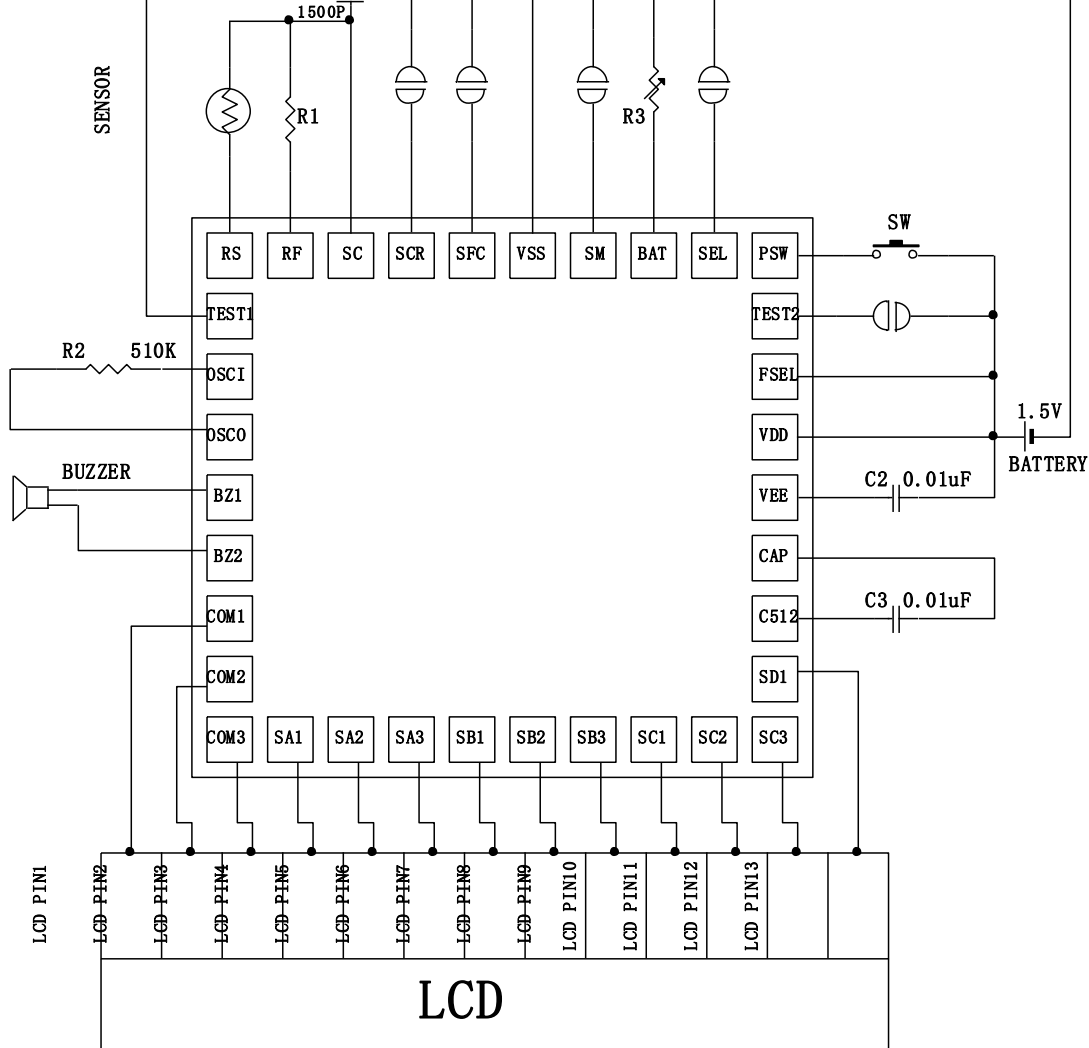 1500P
SENSOR
R1
R3
SW
RS RF SC SCR SFC VSS SM BAT SEL PSW
TEST1 TEST2
R2 510K
OSCI FSEL
1.5V
OSCO VDD
BATTERY
BUZZER
C2 0.01uF
BZ1 VEE
BZ2 CAP
C3 0.01uF
COM1 C512
COM2 SD1
COM3 SA1 SA2 SA3 SB1 SB2 SB3 SC1 SC2 SC3
LCD PIN1
LCD PIN2
LCD PIN3
LCD PIN4
LCD PIN5
LCD PIN6
LCD PIN7
LCD PIN8
LCD PIN9
LCD PIN10
LCD PIN11
LCD PIN12
LCD PIN13
LCD